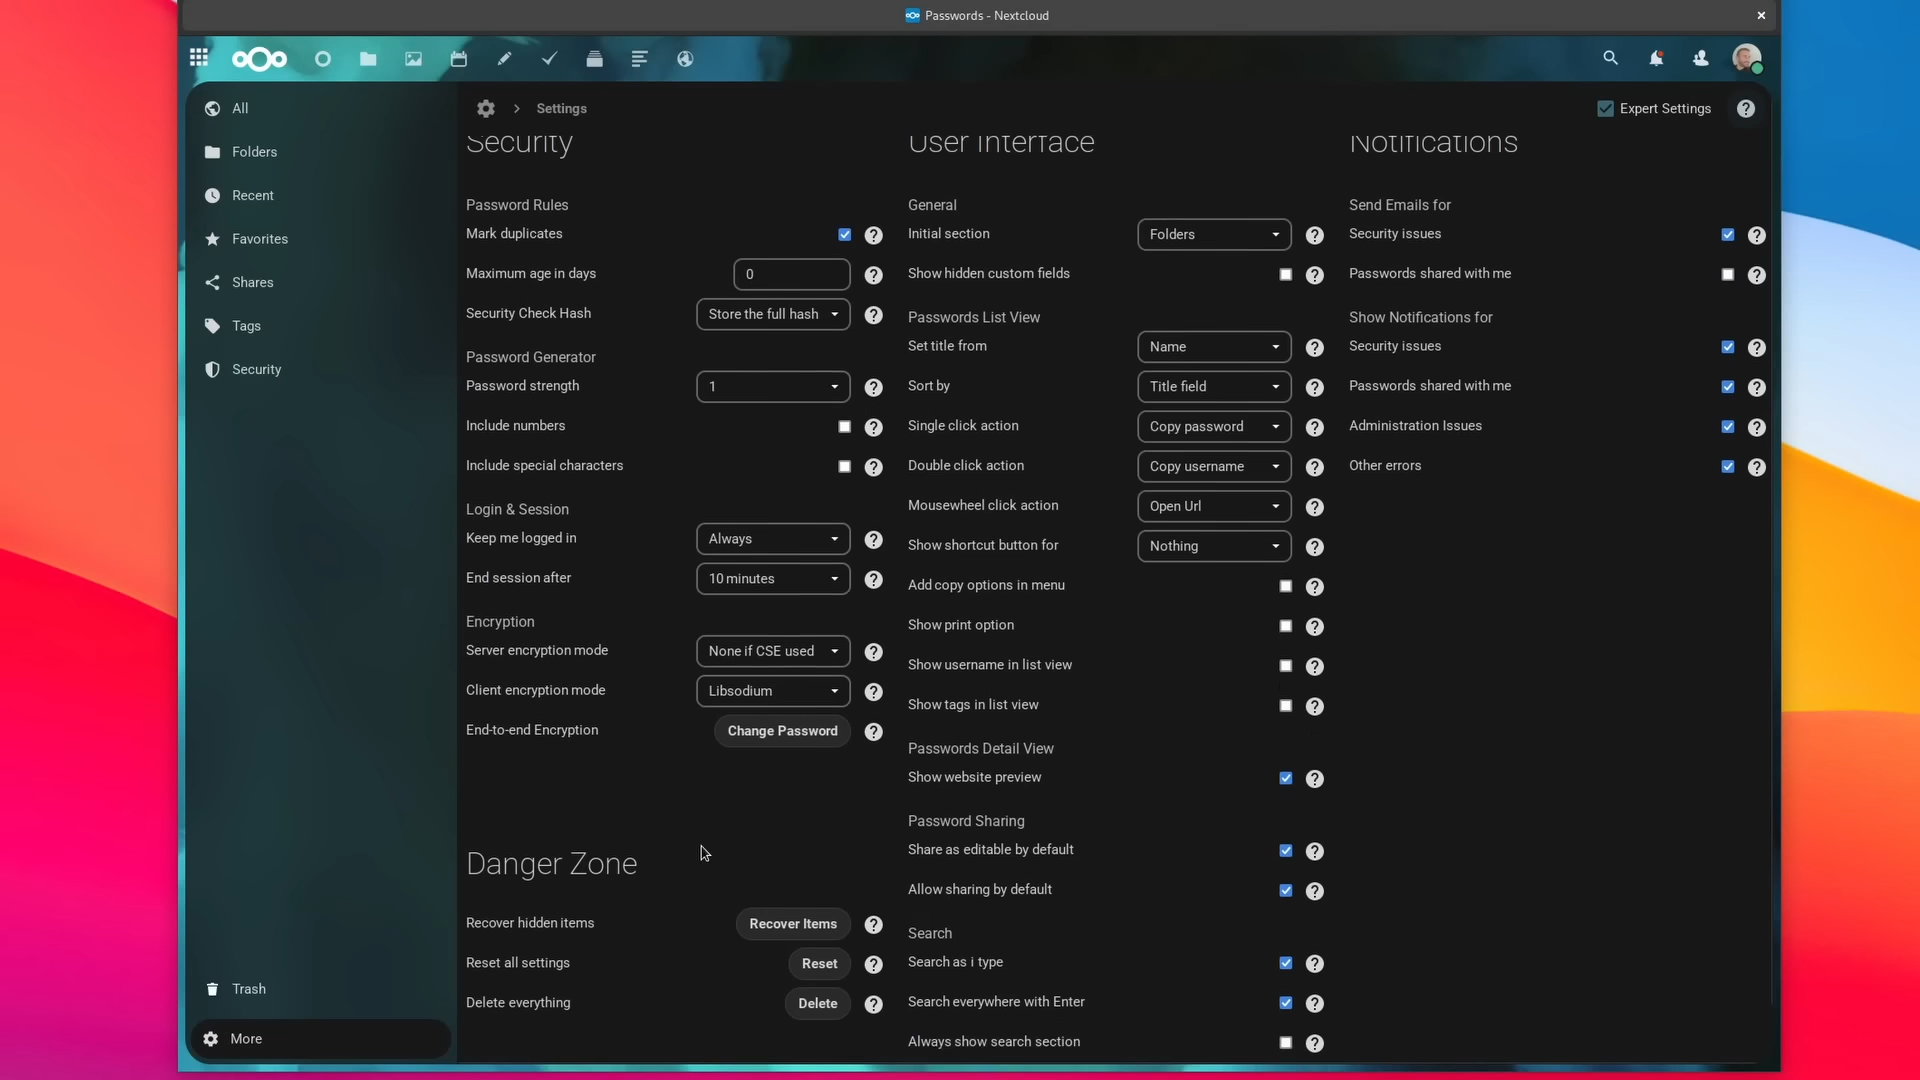 Passwords - Nextcloud
All
Folders
Recent
Favorites
Shares
Tags
Security
Trash
More
Settings
Expert Settings
Security
Password Rules
Mark duplicates
Maximum age in days 0
Security Check Hash Store the full hash
Password Generator
Password strength 1
Include numbers
Include special characters
Login & Session
Keep me logged in Always
End session after 10 minutes
Encryption
Server encryption mode None if CSE used
Client encryption mode Libsodium
End-to-end Encryption Change Password
Danger Zone
Recover hidden items Recover Items
Reset all settings Reset
Delete everything Delete
User Interface
General
Initial section Folders
Show hidden custom fields
Passwords List View
Set title from Name
Sort by Title field
Single click action Copy password
Double click action Copy username
Mousewheel click action Open Url
Show shortcut button for Nothing
Add copy options in menu
Show print option
Show username in list view
Show tags in list view
Passwords Detail View
Show website preview
Password Sharing
Share as editable by default
Allow sharing by default
Search
Search as i type
Search everywhere with Enter
Always show search section
Notifications
Send Emails for
Security issues
Passwords shared with me
Show Notifications for
Security issues
Passwords shared with me
Administration Issues
Other errors